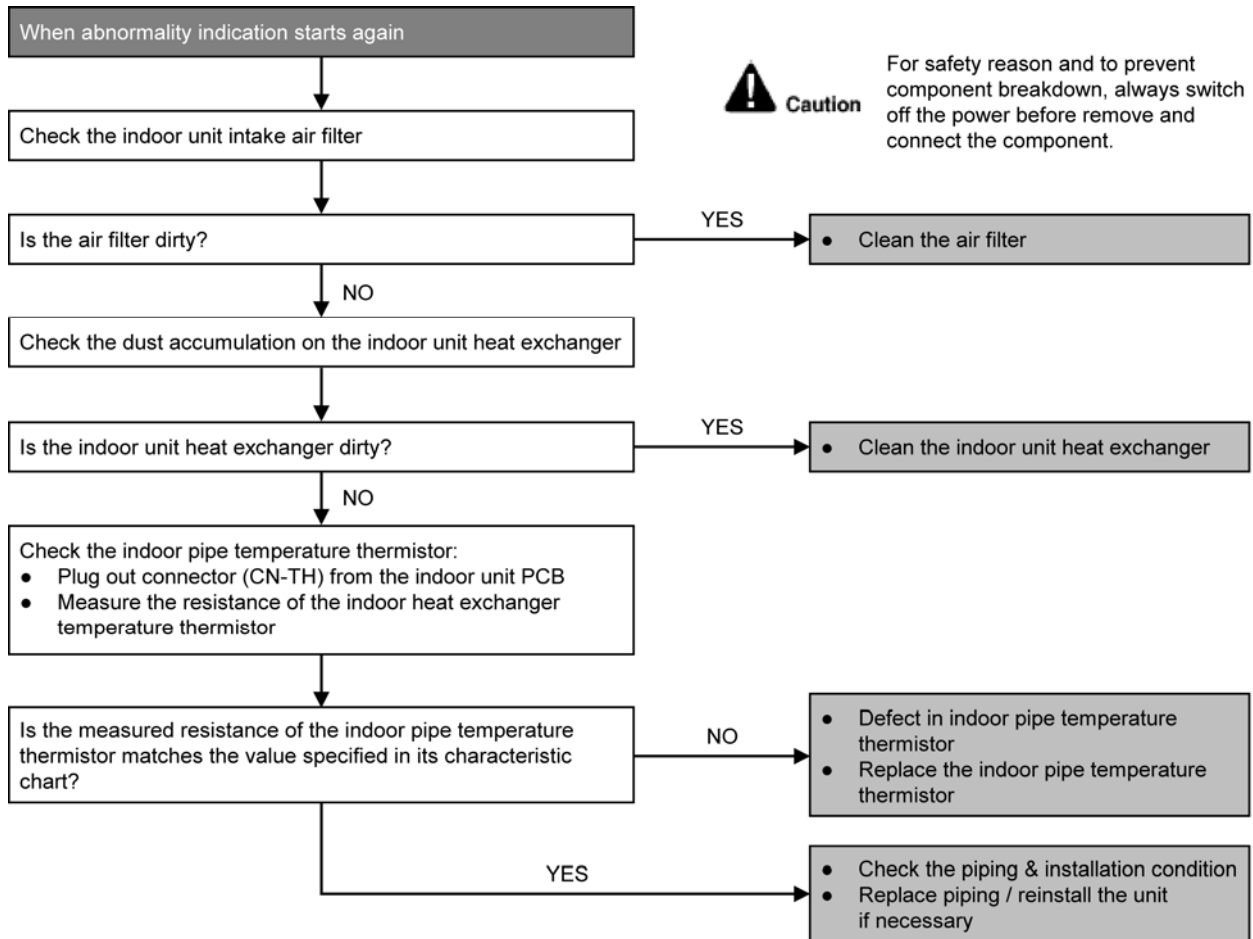 When abnormality indication starts again
For safety reason and to prevent
component breakdown, always switch
off the power before remove and
connect the component.
Caution
Check the indoor unit intake air filter
Is the air filter dirty?
YES
● Clean the air filter
NO
Check the dust accumulation on the indoor unit heat exchanger
Is the indoor unit heat exchanger dirty?
YES
● Clean the indoor unit heat exchanger
NO
Check the indoor pipe temperature thermistor:
● Plug out connector (CN-TH) from the indoor unit PCB
● Measure the resistance of the indoor heat exchanger
temperature thermistor
Is the measured resistance of the indoor pipe temperature
thermistor matches the value specified in its characteristic
chart?
NO
● Defect in indoor pipe temperature
thermistor
● Replace the indoor pipe temperature
thermistor
YES
● Check the piping & installation condition
● Replace piping / reinstall the unit
if necessary